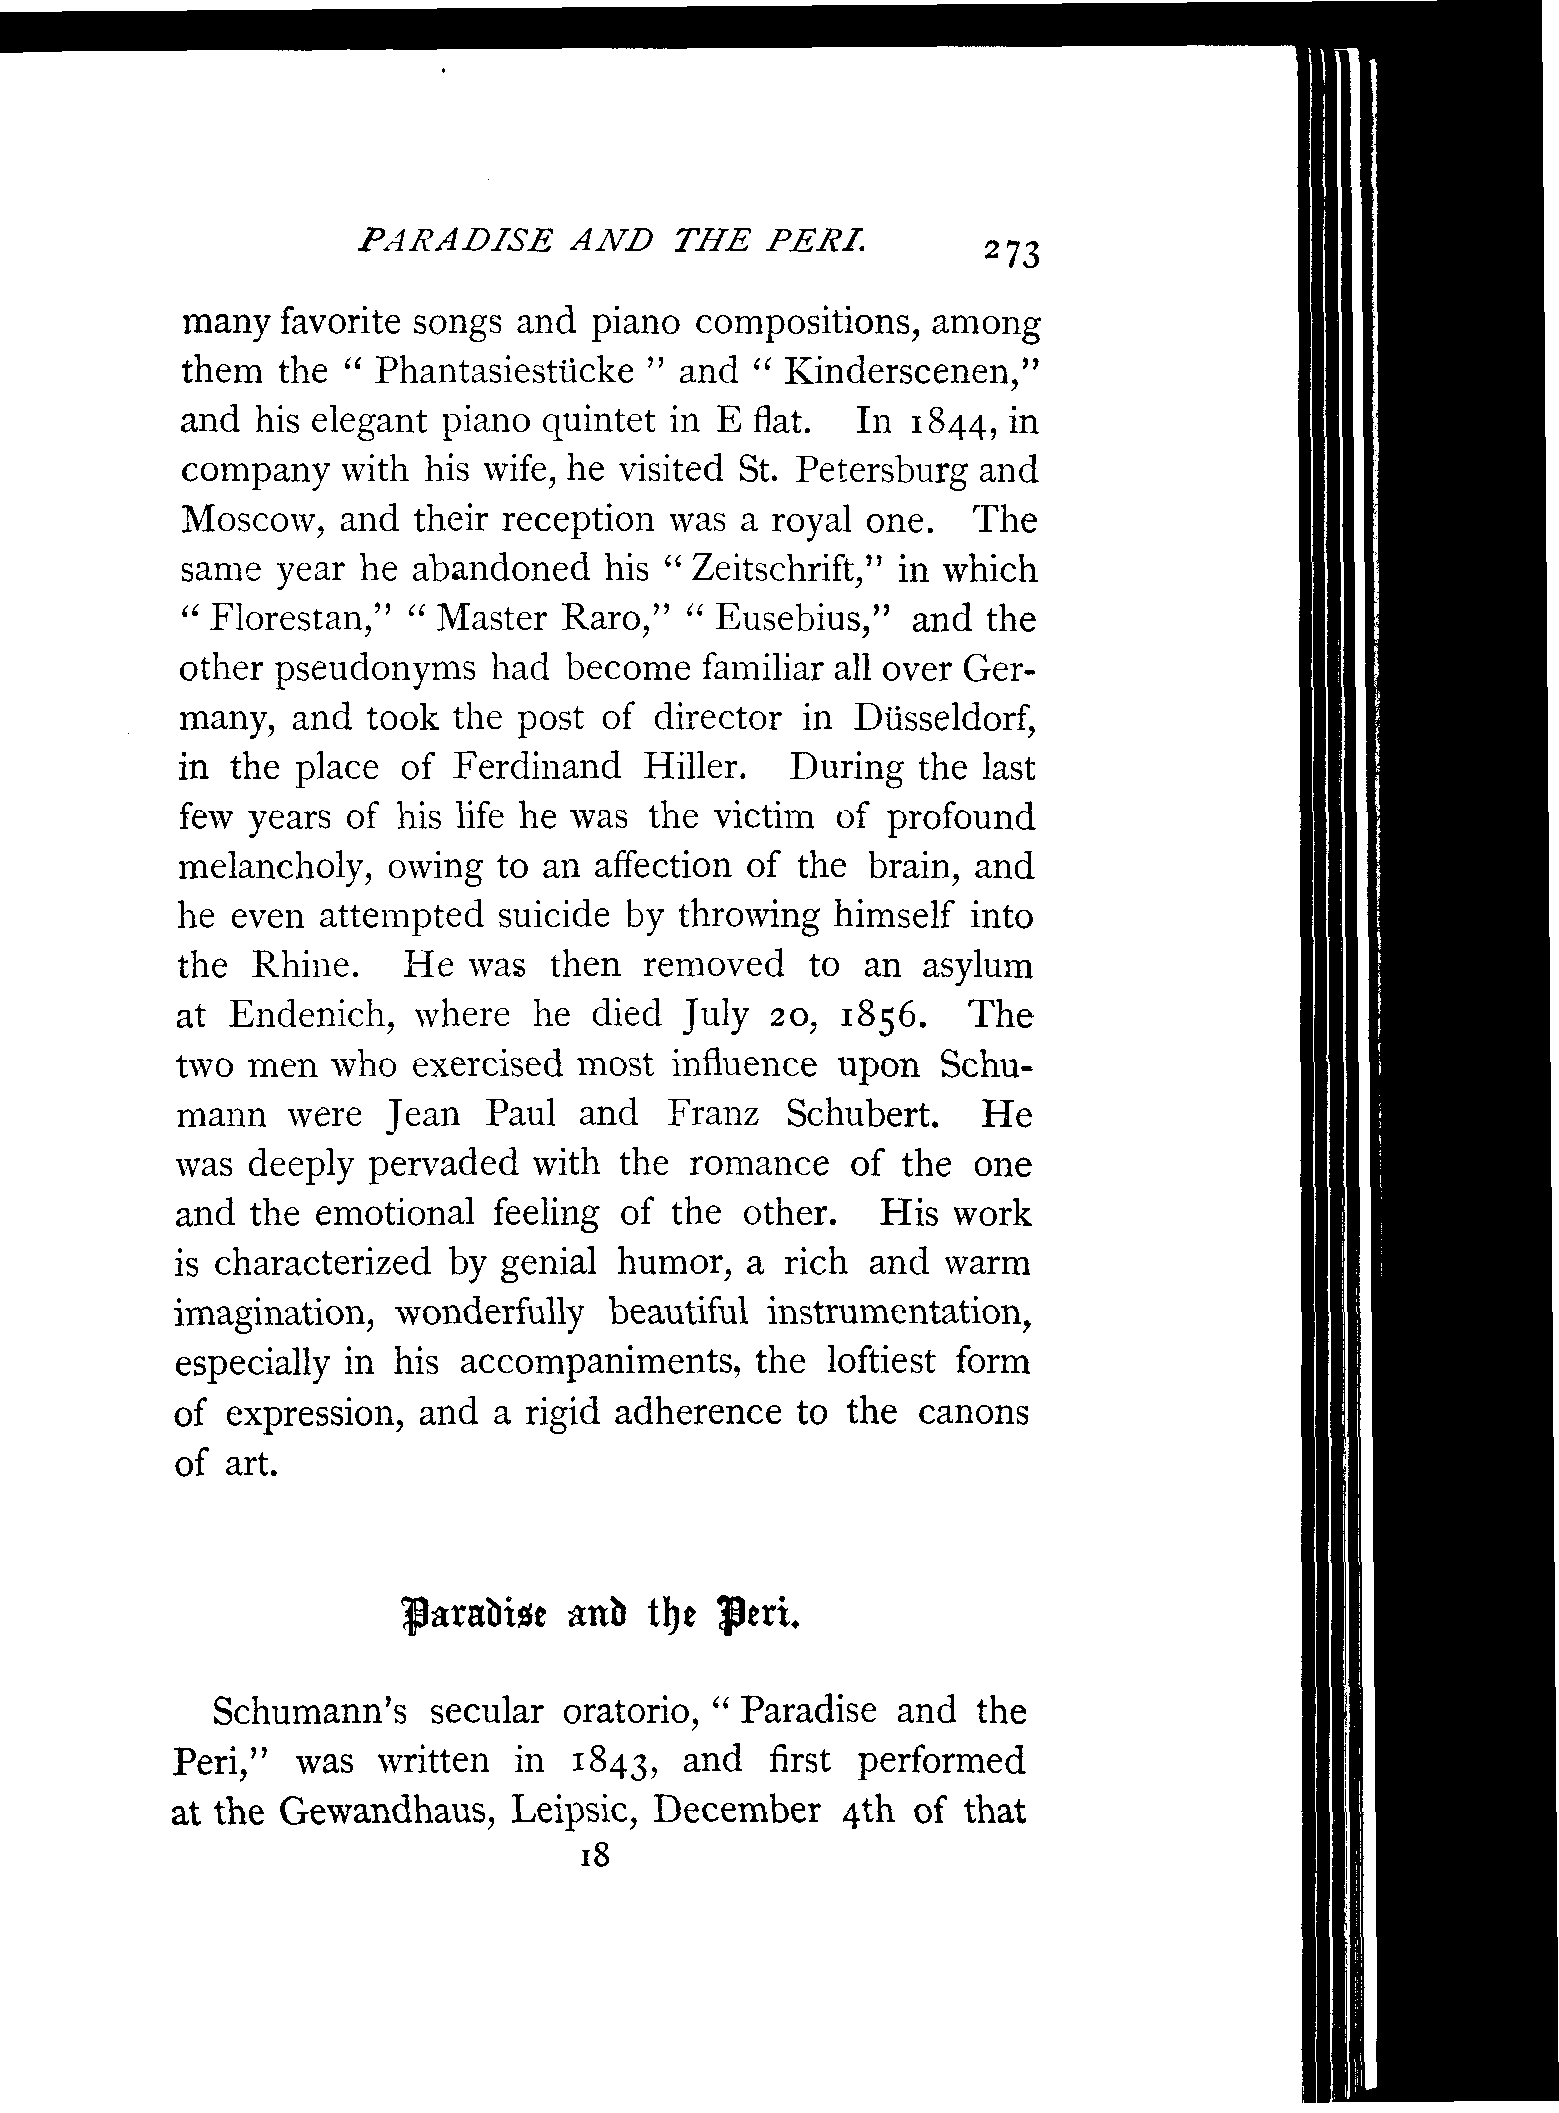 PARADISE AND THE PERI. 273
many favorite songs and piano compositions, among
them the " Phantasiestücke " and " Kinderscenen,"
and his elegant piano quintet in E flat. In 1844, in
company with his wife, he visited St. Petersburg and
Moscow, and their reception was a royal one. The
same year he abandoned his " Zeitschrift," in which
" Florestan," " Master Raro," " Eusebius," and the
other pseudonyms had become familiar all over Ger-
many, and took the post of director in Düsseldorf,
in the place of Ferdinand Hiller. During the last
few years of his life he was the victim of profound
melancholy, owing to an affection of the brain, and
he even attempted suicide by throwing himself into
the Rhine. He was then removed to an asylum
at Endenich, where he died July 20, 1856. The
two men who exercised most influence upon Schu-
mann were Jean Paul and Franz Schubert. He
was deeply pervaded with the romance of the one
and the emotional feeling of the other. His work
is characterized by genial humor, a rich and warm
imagination, wonderfully beautiful instrumentation,
especially in his accompaniments, the loftiest form
of expression, and a rigid adherence to the canons
of art.
Paradise and the Peri.
Schumann's secular oratorio, " Paradise and the
Peri," was written in 1843, and first performed
at the Gewandhaus, Leipsic, December 4th of that
18